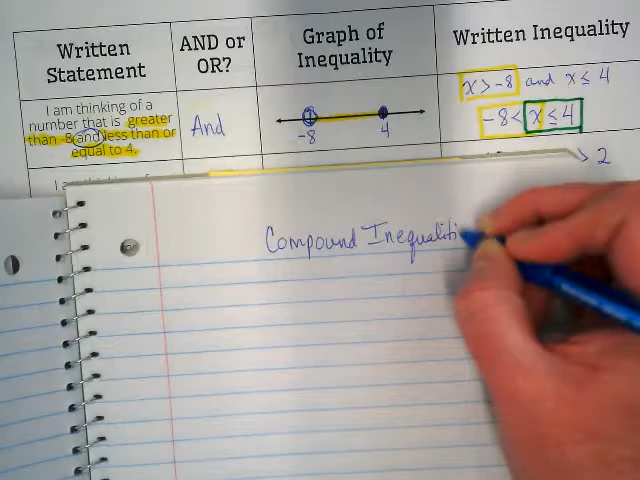 Written Statement
AND or OR?
Graph of Inequality
Written Inequality
I am thinking of a
number that is greater
than -8 and less than or
equal to 4.
And
-8 4
x > -8 and x ≤ 4
-8 < x ≤ 4
> 2
Compound Inequaliti